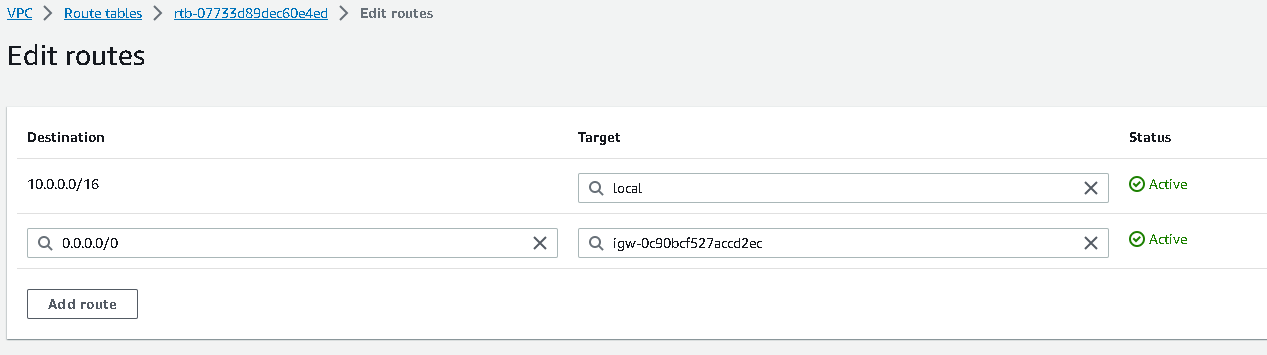 VPC > Route tables > rtb-07733d89dec60e4ed > Edit routes
Edit routes
Destination Target Status
10.0.0.0/16 local Active
0.0.0.0/0 igw-0c90bcf527accd2ec Active
Add route